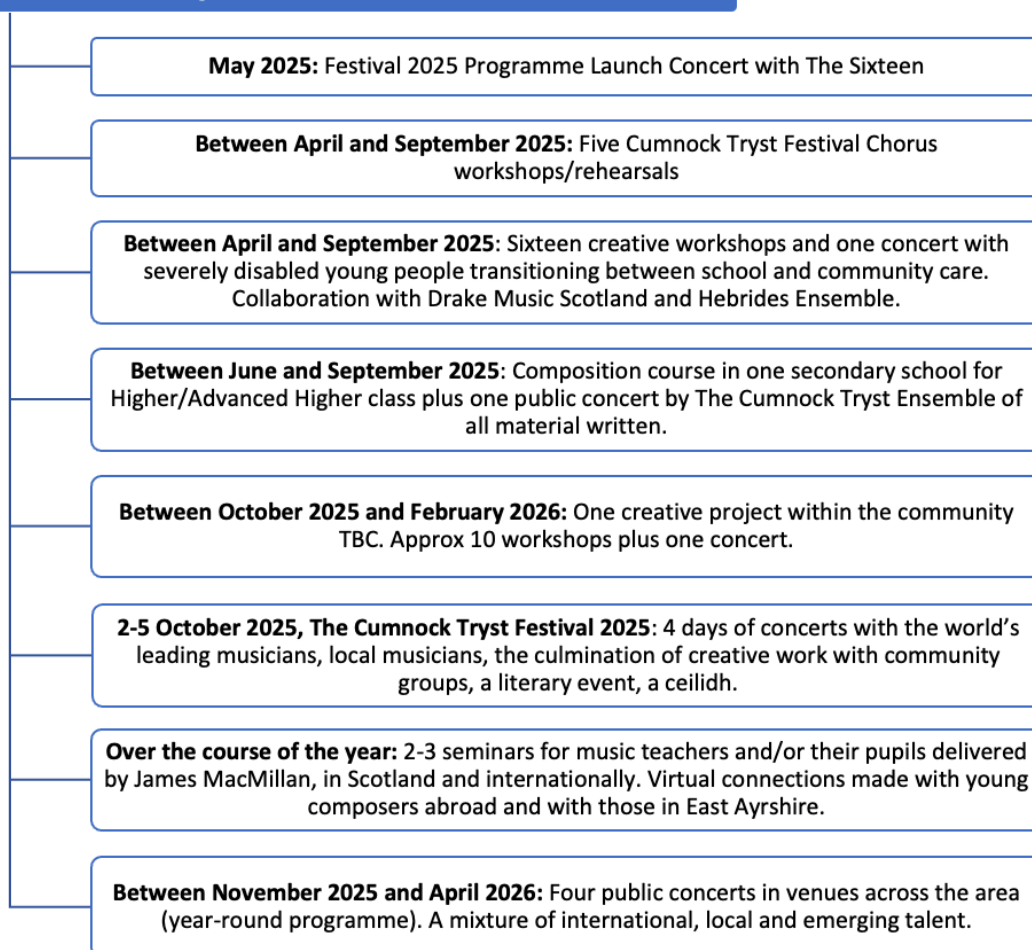 May 2025: Festival 2025 Programme Launch Concert with The Sixteen
Between April and September 2025: Five Cumnock Tryst Festival Chorus
workshops/rehearsals
Between April and September 2025: Sixteen creative workshops and one concert with
severely disabled young people transitioning between school and community care.
Collaboration with Drake Music Scotland and Hebrides Ensemble.
Between June and September 2025: Composition course in one secondary school for
Higher/Advanced Higher class plus one public concert by The Cumnock Tryst Ensemble of
all material written.
Between October 2025 and February 2026: One creative project within the community
TBC. Approx 10 workshops plus one concert.
2-5 October 2025, The Cumnock Tryst Festival 2025: 4 days of concerts with the world’s
leading musicians, local musicians, the culmination of creative work with community
groups, a literary event, a ceilidh.
Over the course of the year: 2-3 seminars for music teachers and/or their pupils delivered
by James MacMillan, in Scotland and internationally. Virtual connections made with young
composers abroad and with those in East Ayrshire.
Between November 2025 and April 2026: Four public concerts in venues across the area
(year-round programme). A mixture of international, local and emerging talent.